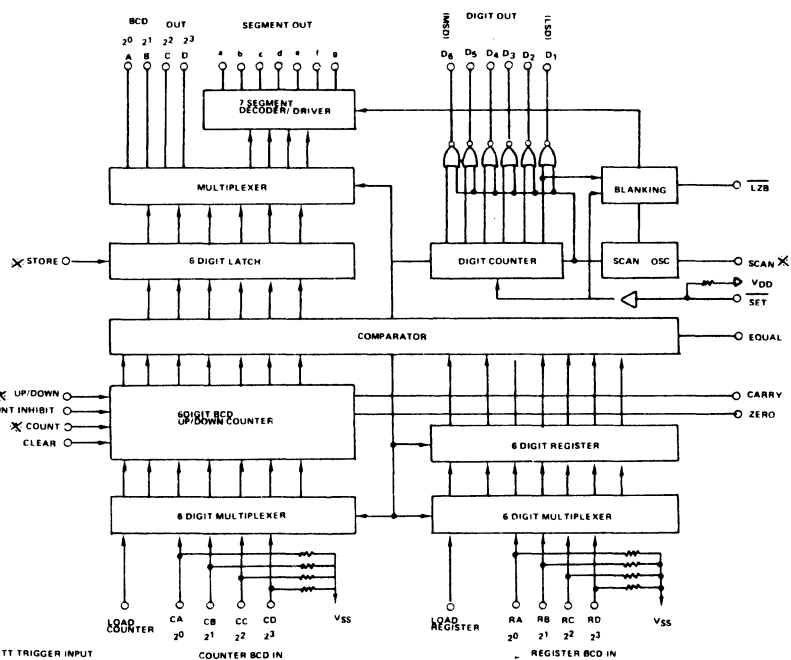 BCD OUT
SEGMENT OUT
DIGIT OUT
2⁰ 2¹ 2² 2³
A B C D
a b c d e f g
(MSD) (LSD)
D6 D5 D4 D3 D2 D1
7 SEGMENT
DECODER/DRIVER
MULTIPLEXER
BLANKING
LZB
STORE
6 DIGIT LATCH
DIGIT COUNTER
SCAN OSC
SCAN
VDD
SET
COMPARATOR
EQUAL
UP/DOWN
NT INHIBIT
COUNT
CLEAR
6 DIGIT BCD
UP/DOWN COUNTER
CARRY
ZERO
6 DIGIT REGISTER
6 DIGIT MULTIPLEXER
6 DIGIT MULTIPLEXER
LOAD
COUNTER
CA CB CC CD
2⁰ 2¹ 2² 2³
VSS
LOAD
REGISTER
RA RB RC RD
2⁰ 2¹ 2² 2³
VSS
TT TRIGGER INPUT
COUNTER BCD IN
REGISTER BCD IN